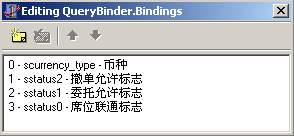 Editing QueryBinder.Bindings
0 - scurrency_type - 币种
1 - sstatus2 - 撤单允许标志
2 - sstatus1 - 委托允许标志
3 - sstatus0 - 席位联通标志